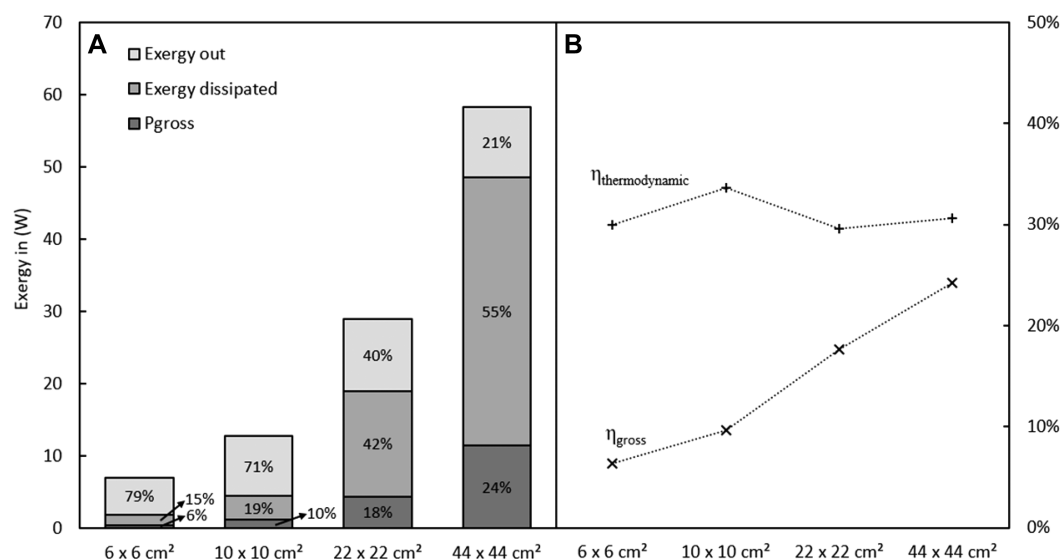 A
B
Exergy out
Exergy dissipated
Pgross
Exergy in (W)
70
60
50
40
30
20
10
0
79%
15%
6%
71%
19%
10%
40%
42%
18%
21%
55%
24%
6 x 6 cm²
10 x 10 cm²
22 x 22 cm²
44 x 44 cm²
ηthermodynamic
ηgross
50%
40%
30%
20%
10%
0%
6 x 6 cm²
10 x 10 cm²
22 x 22 cm²
44 x 44 cm²